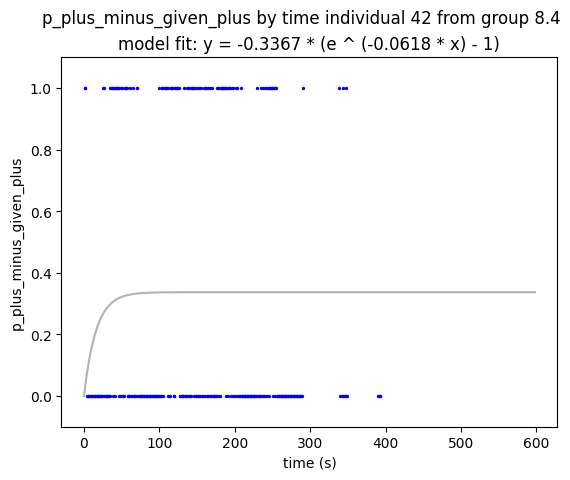 p_plus_minus_given_plus by time individual 42 from group 8.4
model fit: y = -0.3367 * (e ^ (-0.0618 * x) - 1)
p_plus_minus_given_plus
1.0
0.8
0.6
0.4
0.2
0.0
0 100 200 300 400 500 600
time (s)